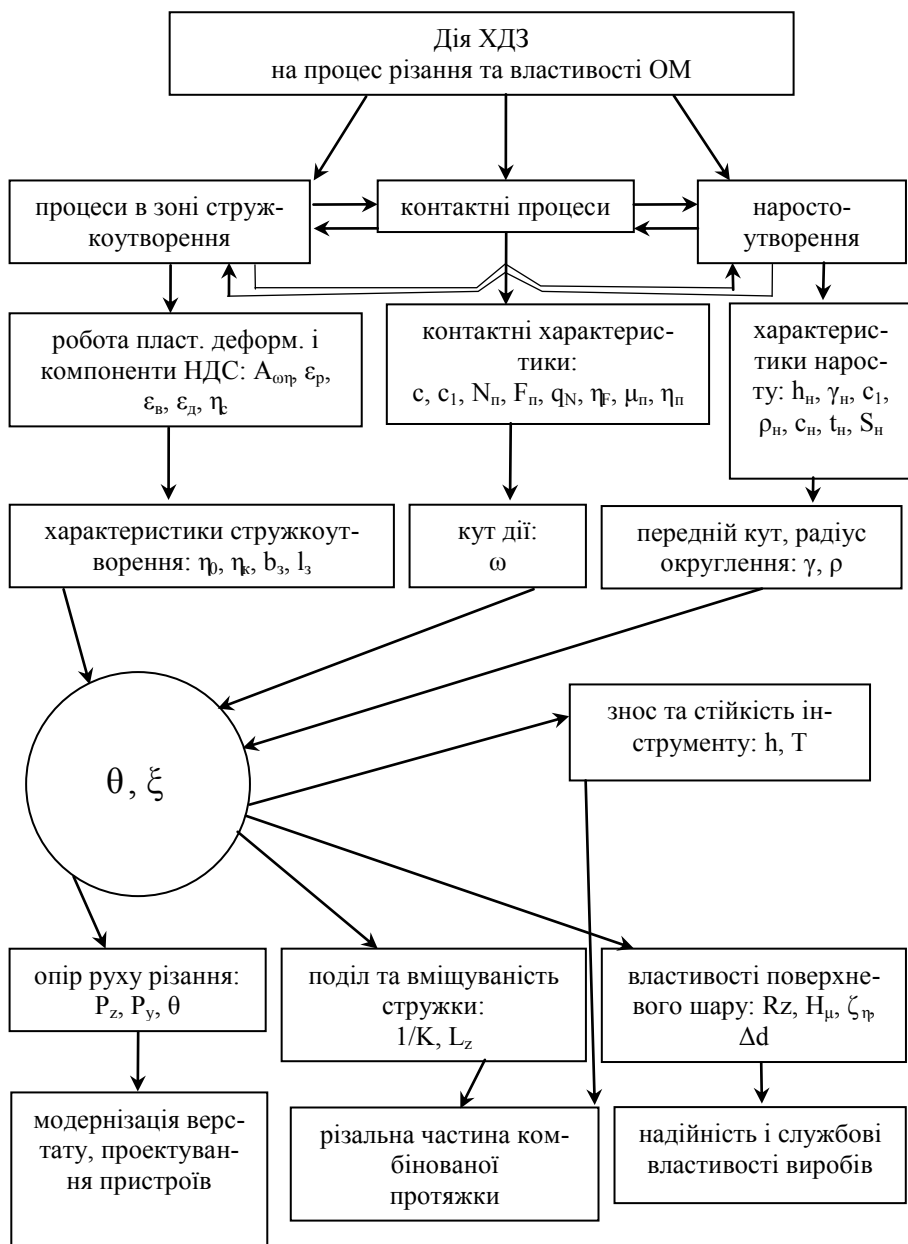 Дія ХДЗ
на процес різання та властивості ОМ
процеси в зоні струж-
коутворення
контактні процеси
наросто-
утворення
робота пласт. деформ. і
компоненти НДС: Aωη, εр,
εв, εд, ηс
контактні характерис-
тики:
c, c₁, Nп, Fп, qN, ηF, μп, ηп
характерис-
тики нарос-
ту: hн, γн, c₁,
ρн, cн, tн, Sн
характеристики стружкоут-
ворення: η₀, ηк, bз, lз
кут дії:
ω
передній кут, радіус
округлення: γ, ρ
θ, ξ
знос та стійкість ін-
струменту: h, T
опір руху різання:
Pz, Py, θ
поділ та вміщуваність
стружки:
1/K, Lz
властивості поверхне-
вого шару: Rz, Hμ, ζηρ,
Δd
модернізація верс-
тату, проектуван-
ня пристроїв
різальна частина ком-
бінованої
протяжки
надійність і службові
властивості виробів